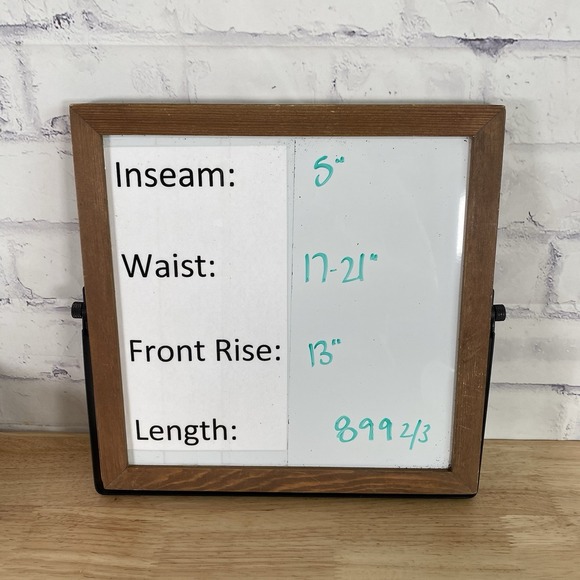 Inseam: 5"
Waist: 17-21"
Front Rise: 13"
Length: 899 2/3